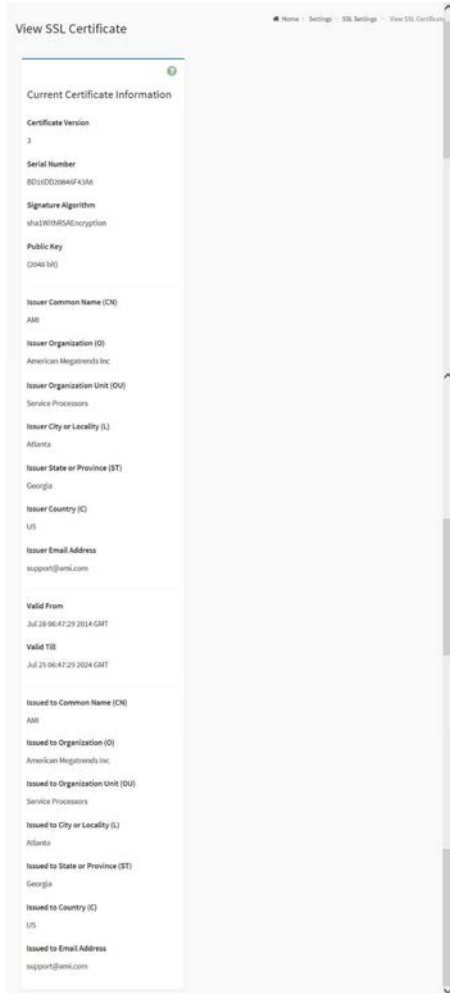 View SSL Certificate
Home - Settings - SSL Settings - View SSL Certificate
Current Certificate Information
Certificate Version
3
Serial Number
BD16DD20846F43A6
Signature Algorithm
sha1WithRSAEncryption
Public Key
(2048 bit)
Issuer Common Name (CN)
AMI
Issuer Organization (O)
American Megatrends Inc
Issuer Organization Unit (OU)
Service Processors
Issuer City or Locality (L)
Atlanta
Issuer State or Province (ST)
Georgia
Issuer Country (C)
US
Issuer Email Address
support@ami.com
Valid From
Jul 28 06:47:29 2014 GMT
Valid Till
Jul 25 06:47:29 2024 GMT
Issued to Common Name (CN)
AMI
Issued to Organization (O)
American Megatrends Inc
Issued to Organization Unit (OU)
Service Processors
Issued to City or Locality (L)
Atlanta
Issued to State or Province (ST)
Georgia
Issued to Country (C)
US
Issued to Email Address
support@ami.com